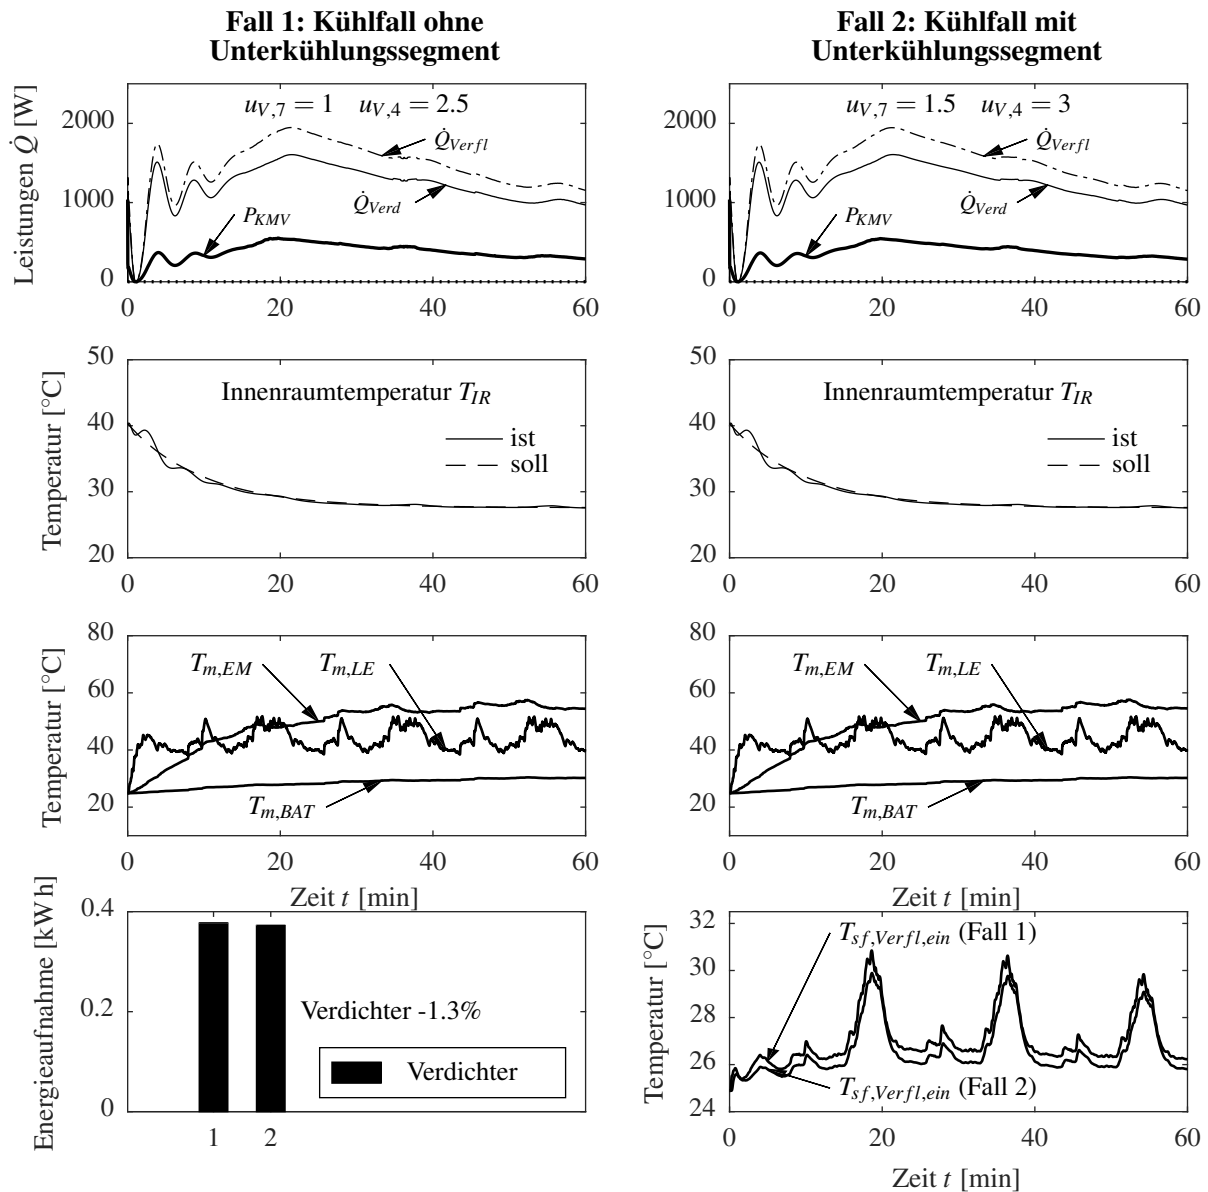 Fall 1: Kühlfall ohne
Unterkühlungssegment
Leistungen Q̇ [W]
2000
1000
0
u_{V,7} = 1 u_{V,4} = 2.5
Q̇_{Verfl}
Q̇_{Verd}
P_{KMV}
0 20 40 60
Fall 2: Kühlfall mit
Unterkühlungssegment
2000
1000
0
u_{V,7} = 1.5 u_{V,4} = 3
Q̇_{Verfl}
Q̇_{Verd}
P_{KMV}
0 20 40 60
Temperatur [°C]
50
40
30
20
Innenraumtemperatur T_{IR}
ist
soll
0 20 40 60
50
40
30
20
Innenraumtemperatur T_{IR}
ist
soll
0 20 40 60
Temperatur [°C]
80
60
40
20
T_{m,EM} T_{m,LE}
T_{m,BAT}
0 20 40 60
Zeit t [min]
80
60
40
20
T_{m,EM} T_{m,LE}
T_{m,BAT}
0 20 40 60
Zeit t [min]
Energieaufnahme [kW h]
0.4
0.2
0
Verdichter -1.3%
Verdichter
1 2
Temperatur [°C]
32
30
28
26
24
T_{sf,Verfl,ein} (Fall 1)
T_{sf,Verfl,ein} (Fall 2)
0 20 40 60
Zeit t [min]